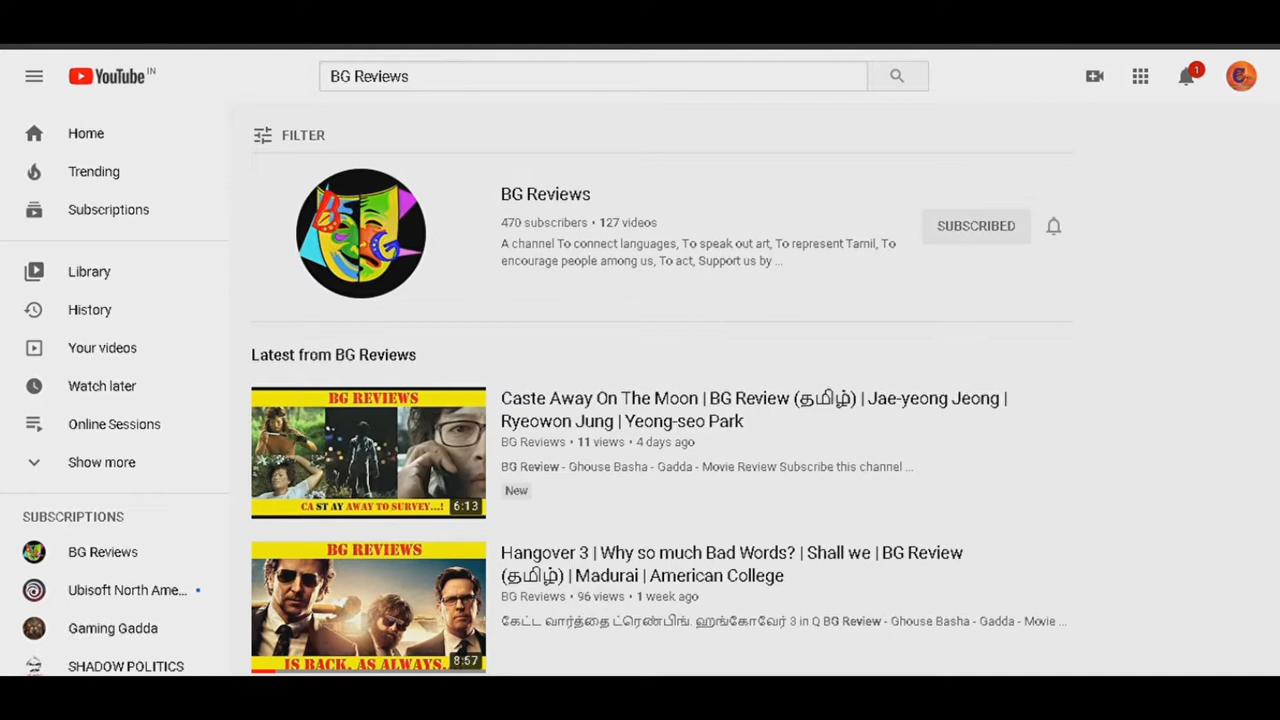 YouTube IN
BG Reviews
1
Home
Trending
Subscriptions
Library
History
Your videos
Watch later
Online Sessions
Show more
SUBSCRIPTIONS
BG Reviews
Ubisoft North Ame...
Gaming Gadda
SHADOW POLITICS
FILTER
BG
BG Reviews
470 subscribers • 127 videos
A channel To connect languages, To speak out art, To represent Tamil, To
encourage people among us, To act, Support us by ...
SUBSCRIBED
Latest from BG Reviews
BG REVIEWS
CA ST AY AWAY TO SURVEY...!
6:13
Caste Away On The Moon | BG Review (தமிழ்) | Jae-yeong Jeong |
Ryeowon Jung | Yeong-seo Park
BG Reviews • 11 views • 4 days ago
BG Review - Ghouse Basha - Gadda - Movie Review Subscribe this channel ...
New
BG REVIEWS
IS BACK, AS ALWAYS.
8:57
Hangover 3 | Why so much Bad Words? | Shall we | BG Review
(தமிழ்) | Madurai | American College
BG Reviews • 96 views • 1 week ago
கேட்ட வார்த்தை ட்ரெண்டிங். ஹங்கோவேர் 3 in Q BG Review - Ghouse Basha - Gadda - Movie ...